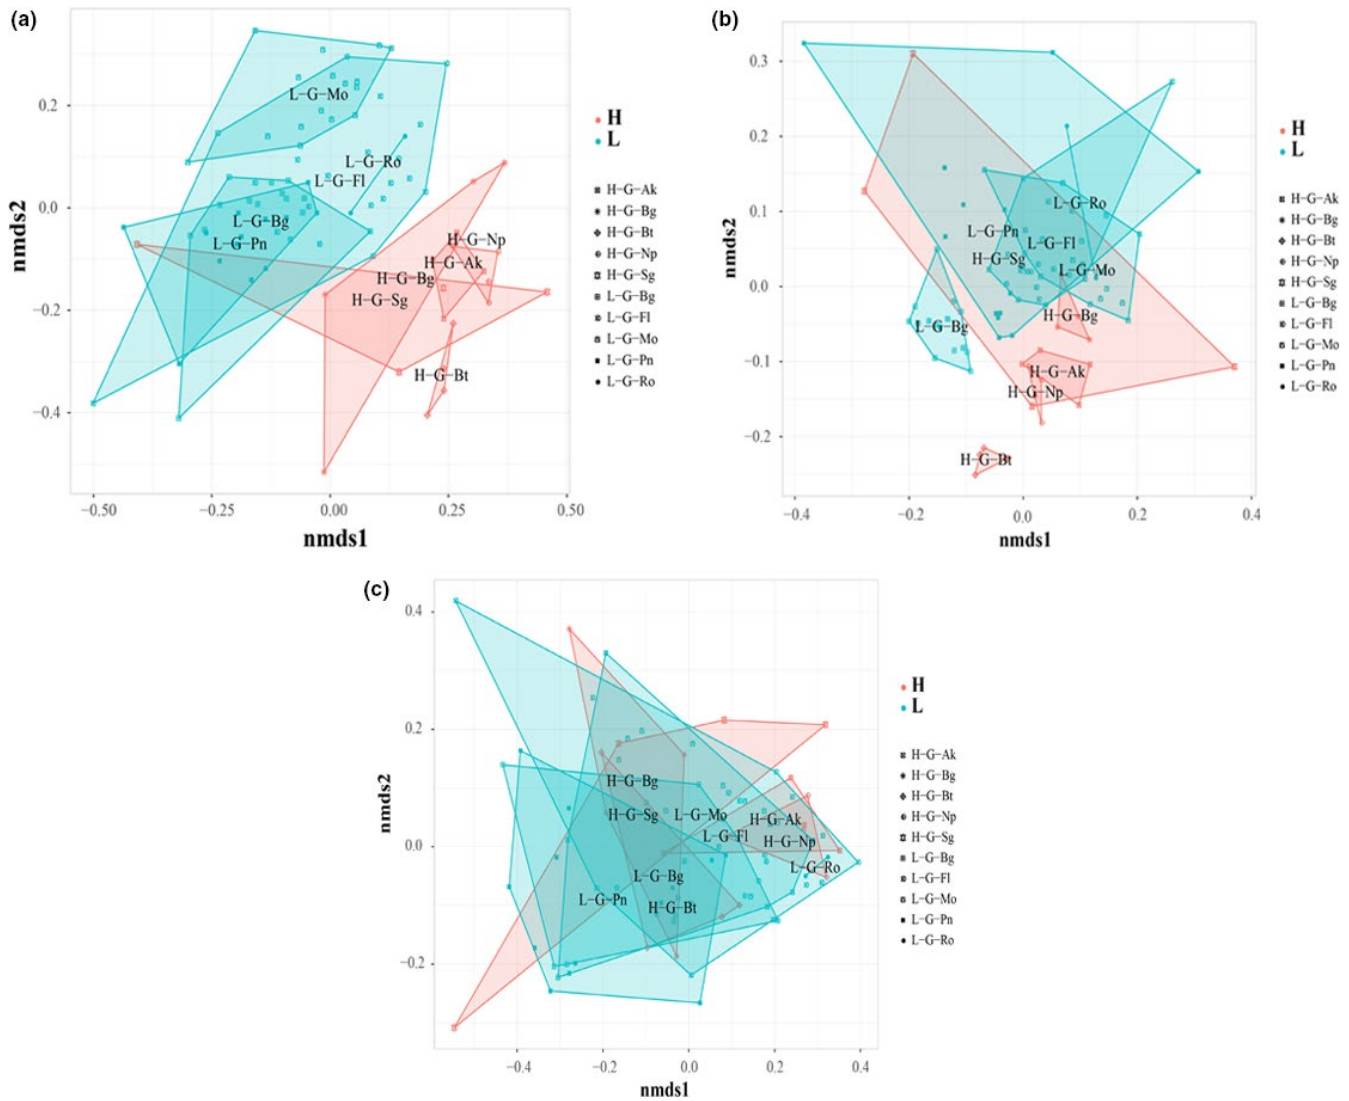 (a)
0.2
0.0
−0.2
−0.4
nmds2
−0.50
−0.25
0.00
0.25
0.50
nmds1
L−G−Mo
L−G−Ro
L−G−Fl
L−G−Bg
L−G−Pn
H−G−Np
H−G−Ak
H−G−Bg
H−G−Sg
H−G−Bt
H
L
H−G−Ak
H−G−Bg
H−G−Bt
H−G−Np
H−G−Sg
L−G−Bg
L−G−Fl
L−G−Mo
L−G−Pn
L−G−Ro
(b)
0.3
0.2
0.1
0.0
−0.1
−0.2
nmds2
−0.4
−0.2
0.0
0.2
0.4
nmds1
L−G−Ro
L−G−Pn
L−G−Fl
H−G−Sg
L−G−Mo
H−G−Bg
L−G−Bg
H−G−Ak
H−G−Np
H−G−Bt
H
L
H−G−Ak
H−G−Bg
H−G−Bt
H−G−Np
H−G−Sg
L−G−Bg
L−G−Fl
L−G−Mo
L−G−Pn
L−G−Ro
(c)
0.4
0.2
0.0
−0.2
nmds2
−0.4
−0.2
0.0
0.2
0.4
nmds1
H−G−Bg
H−G−Sg
L−G−Mo
H−G−Ak
L−G−Fl
H−G−Np
L−G−Ro
L−G−Bg
L−G−Pn
H−G−Bt
H
L
H−G−Ak
H−G−Bg
H−G−Bt
H−G−Np
H−G−Sg
L−G−Bg
L−G−Fl
L−G−Mo
L−G−Pn
L−G−Ro